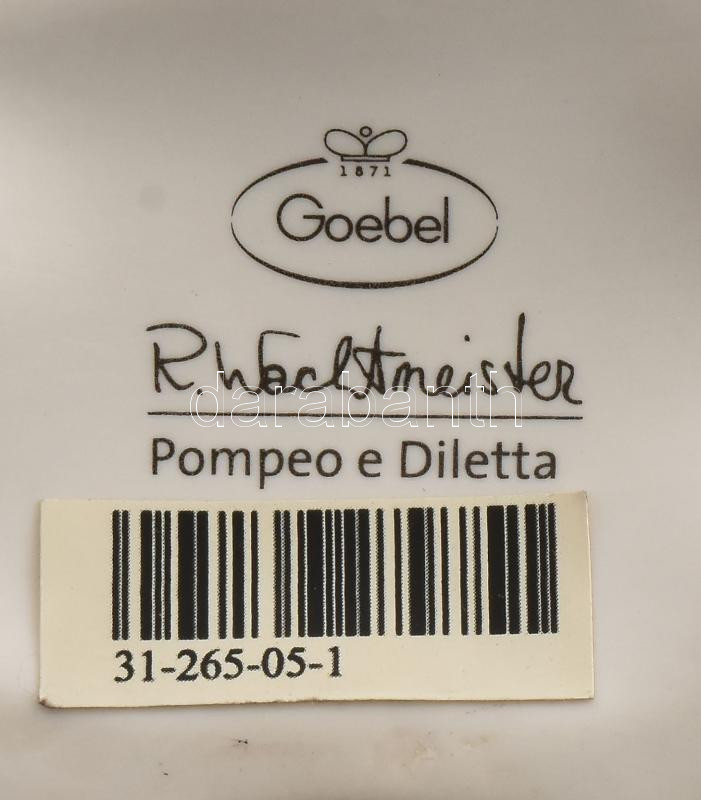 1871
Goebel
R. Wachtmeister
darabanth
Pompeo e Diletta
31-265-05-1